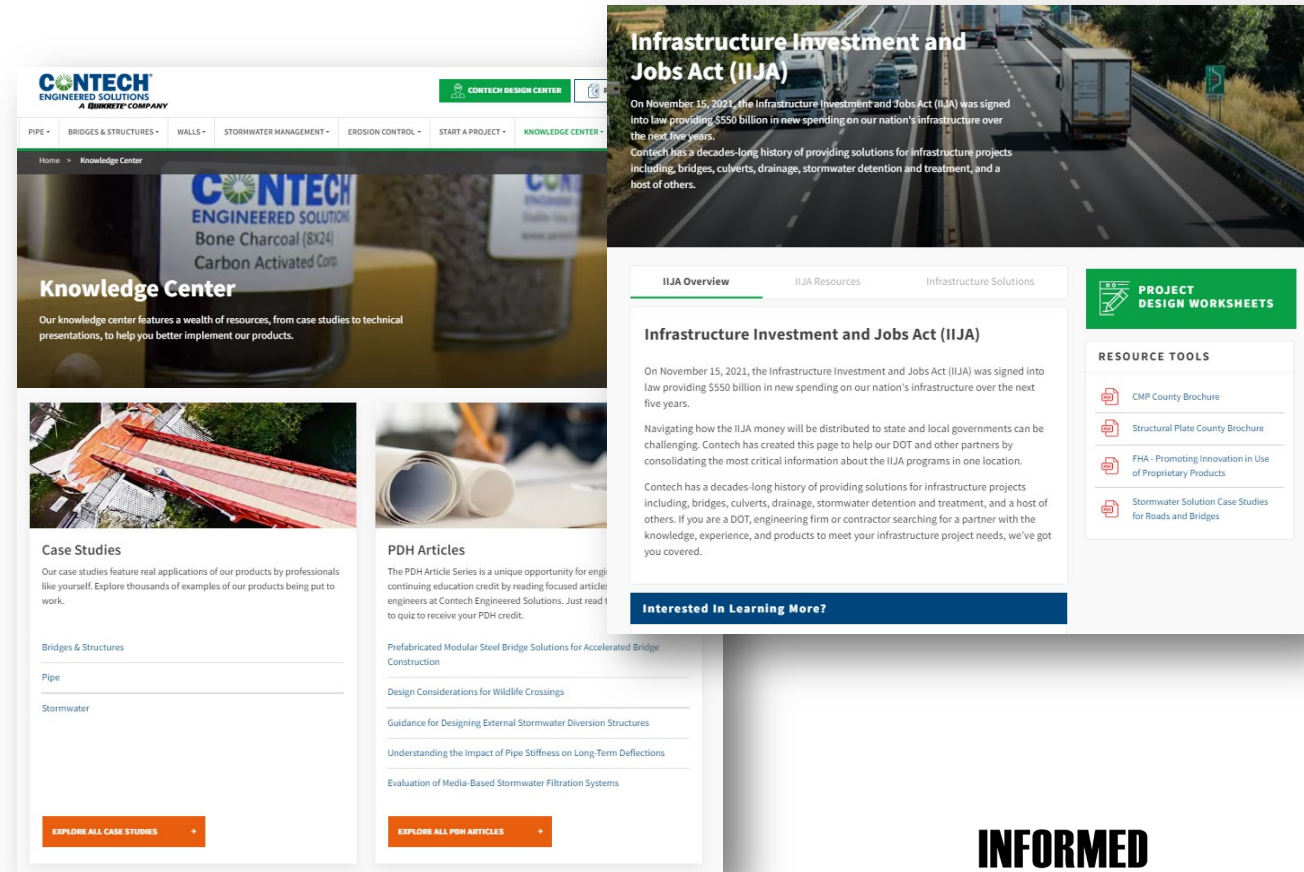 CONTECH®
ENGINEERED SOLUTIONS
A QUIKRETE® COMPANY
CONTECH DESIGN CENTER
PIPE
BRIDGES & STRUCTURES
WALLS
STORMWATER MANAGEMENT
EROSION CONTROL
START A PROJECT
KNOWLEDGE CENTER
Home > Knowledge Center
CONTECH
ENGINEERED SOLUTIONS
Bone Charcoal (8X24)
Carbon Activated Corp.
Knowledge Center
Our knowledge center features a wealth of resources, from case studies to technical
presentations, to help you better implement our products.
Case Studies
Our case studies feature real applications of our products by professionals
like yourself. Explore thousands of examples of our products being put to
work.
Bridges & Structures
Pipe
Stormwater
EXPLORE ALL CASE STUDIES
PDH Articles
The PDH Article Series is a unique opportunity for
continuing education credit by reading focused
engineers at Contech Engineered Solutions. Just read
to quiz to receive your PDH credit.
Prefabricated Modular Steel Bridge Solutions for Accelerated Bridge
Construction
Design Considerations for Wildlife Crossings
Guidance for Designing External Stormwater Diversion Structures
Understanding the Impact of Pipe Stiffness on Long-Term Deflections
Evaluation of Media-Based Stormwater Filtration Systems
EXPLORE ALL PDH ARTICLES
Infrastructure Investment and
Jobs Act (IIJA)
On November 15, 2021, the Infrastructure Investment and Jobs Act (IIJA) was signed
into law providing $550 billion in new spending on our nation's infrastructure over
the next five years.
Contech has a decades-long history of providing solutions for infrastructure projects
including, bridges, culverts, drainage, stormwater detention and treatment, and a
host of others.
IIJA Overview
IIJA Resources
Infrastructure Solutions
Infrastructure Investment and Jobs Act (IIJA)
On November 15, 2021, the Infrastructure Investment and Jobs Act (IIJA) was signed into
law providing $550 billion in new spending on our nation's infrastructure over the next
five years.
Navigating how the IIJA money will be distributed to state and local governments can be
challenging. Contech has created this page to help our DOT and other partners by
consolidating the most critical information about the IIJA programs in one location.
Contech has a decades-long history of providing solutions for infrastructure projects
including, bridges, culverts, drainage, stormwater detention and treatment, and a host of
others. If you are a DOT, engineering firm or contractor searching for a partner with the
knowledge, experience, and products to meet your infrastructure project needs, we've got
you covered.
Interested In Learning More?
PROJECT
DESIGN WORKSHEETS
RESOURCE TOOLS
CMP County Brochure
Structural Plate County Brochure
FHA - Promoting Innovation in Use
of Proprietary Products
Stormwater Solution Case Studies
for Roads and Bridges
INFORMED